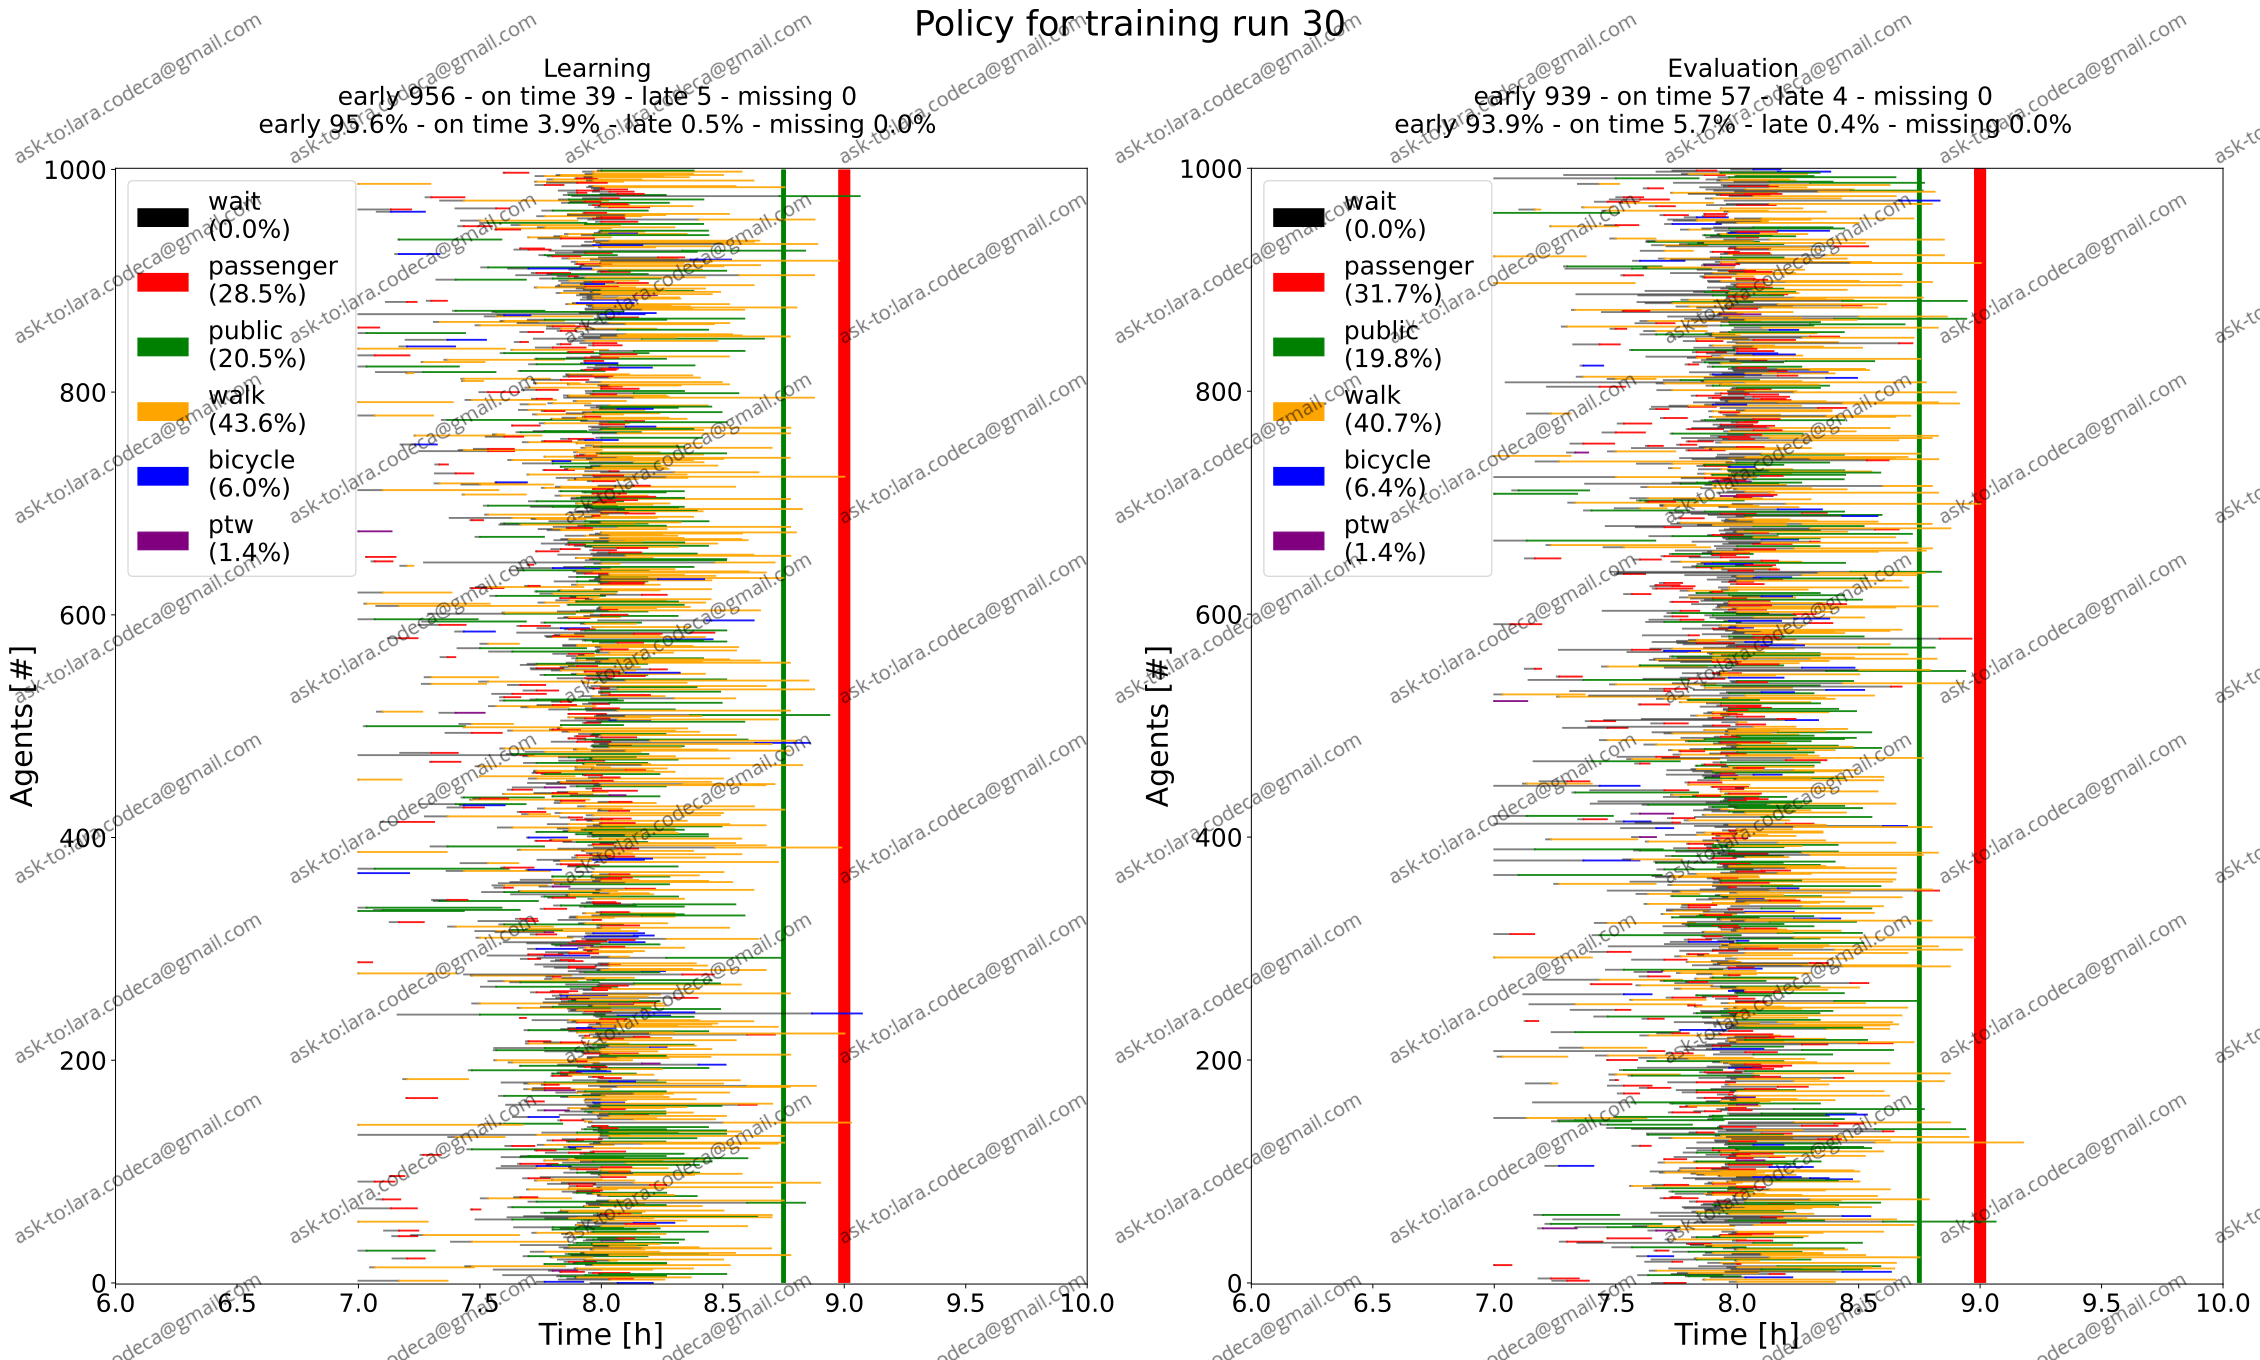 Policy for training run 30
Learning
early 956 - on time 39 - late 5 - missing 0
early 95.6% - on time 3.9% - late 0.5% - missing 0.0%
1000
800
600
400
200
0
Agents [#]
wait
(0.0%)
passenger
(28.5%)
public
(20.5%)
walk
(43.6%)
bicycle
(6.0%)
ptw
(1.4%)
6.0 6.5 7.0 7.5 8.0 8.5 9.0 9.5 10.0
Time [h]
Evaluation
early 939 - on time 57 - late 4 - missing 0
early 93.9% - on time 5.7% - late 0.4% - missing 0.0%
1000
800
600
400
200
0
Agents [#]
wait
(0.0%)
passenger
(31.7%)
public
(19.8%)
walk
(40.7%)
bicycle
(6.4%)
ptw
(1.4%)
6.0 6.5 7.0 7.5 8.0 8.5 9.0 9.5 10.0
Time [h]
ask-to:lara.codeca@gmail.com